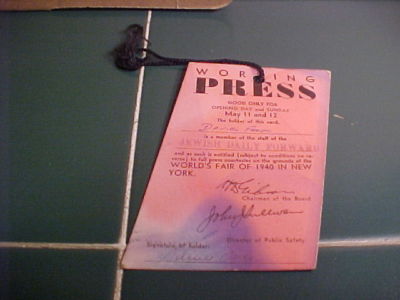 WORKING
PRESS
GOOD ONLY FOR
OPENING DAY and SUNDAY
May 11 and 12
The holder of this card,
is a member of the staff of the
JEWISH DAILY FORWARD
and as such is entitled (subject to conditions on re-
verse) to full press courtesies on the grounds of the
WORLD'S FAIR OF 1940 IN NEW
YORK.
Chairman of the Board
Director of Public Safety
Signature of holder: